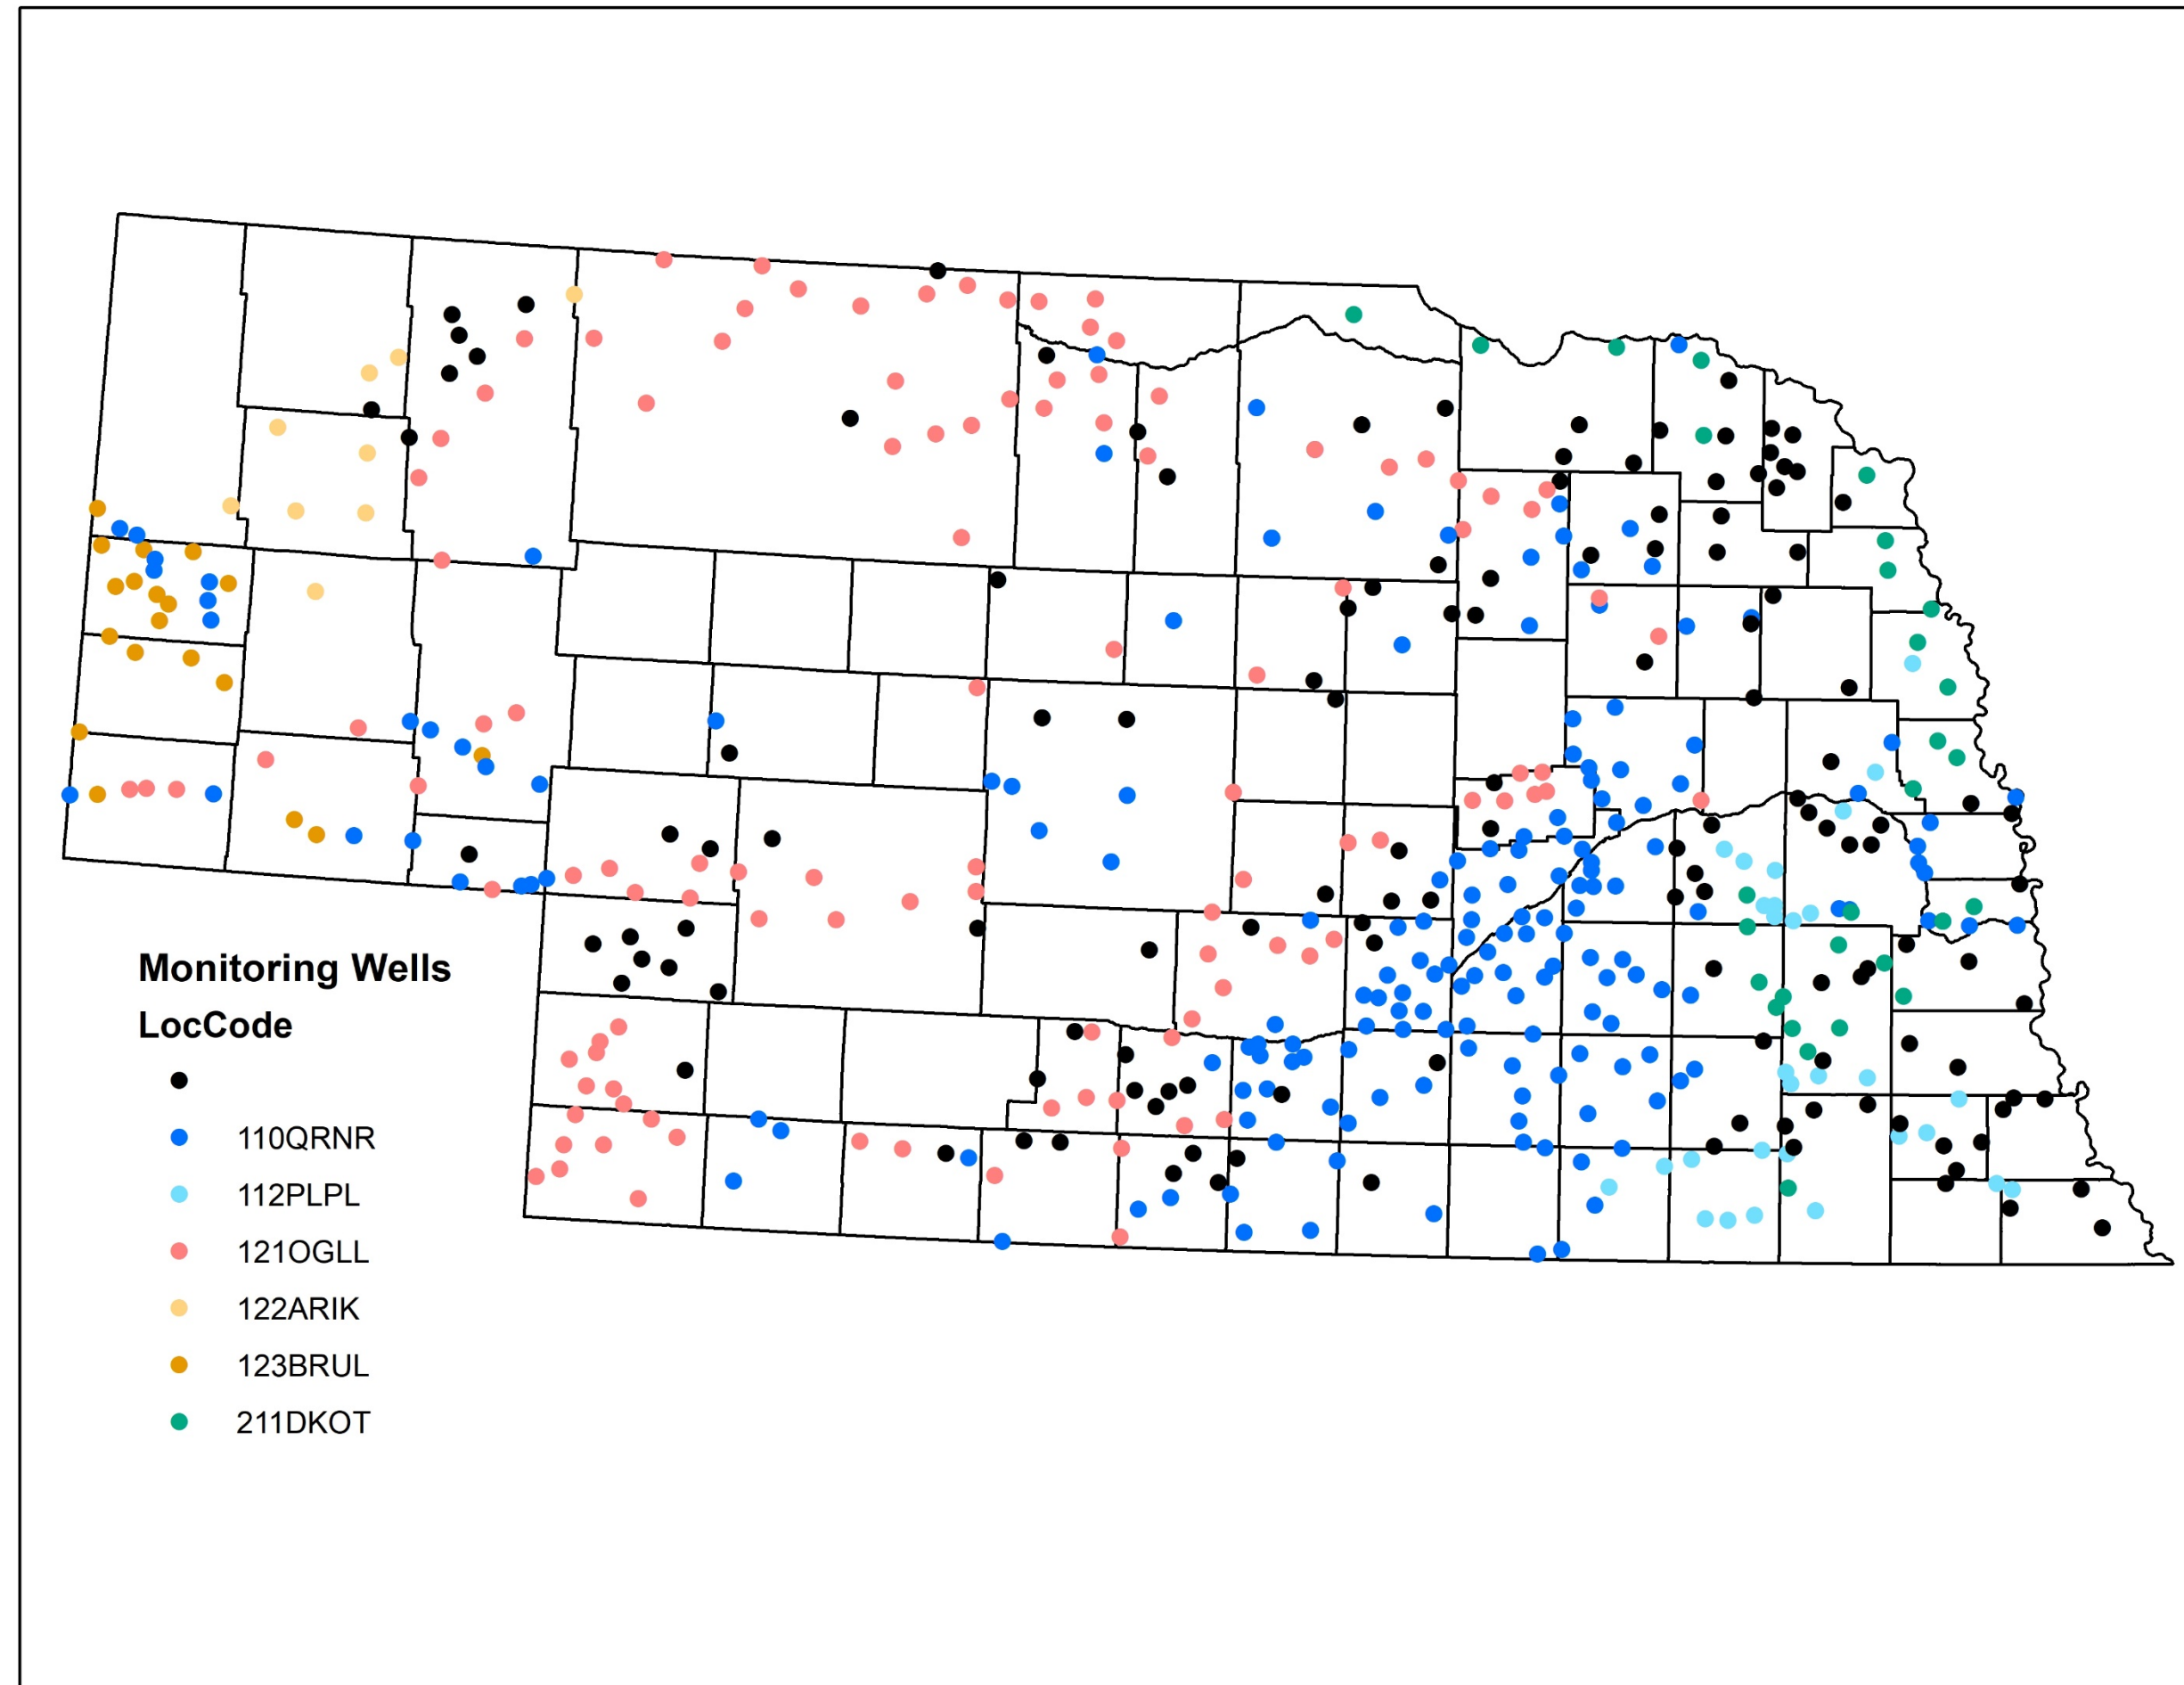 Monitoring Wells
LocCode
110QRNR
112PLPL
121OGLL
122ARIK
123BRUL
211DKOT